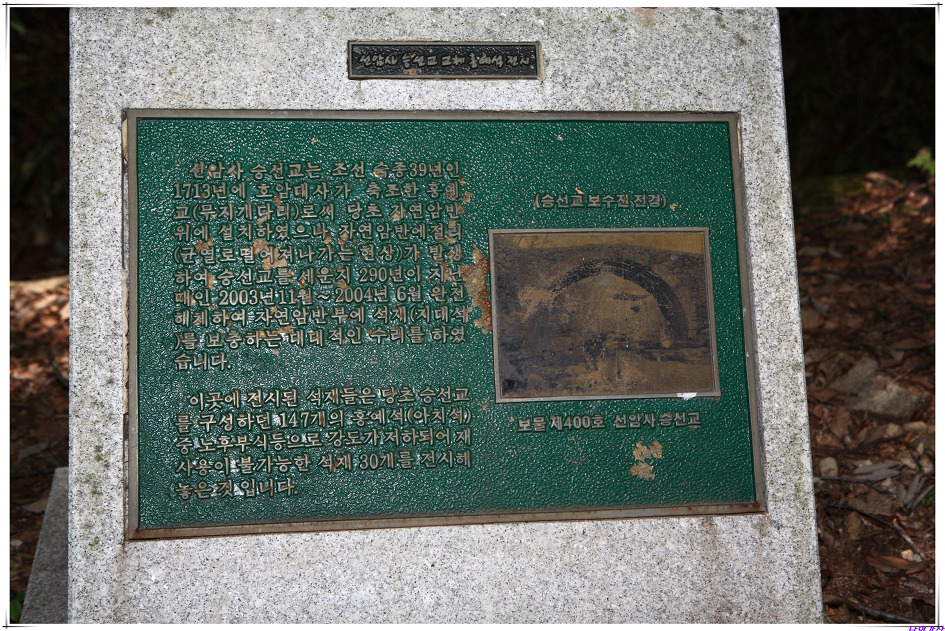 선암사 승선교 교체 홍예석 전시
선암사 승선교는 조선 숙종39년인
1713년에 호암대사가 축조한 홍예
교(무지개다리)로써 당초 자연암반
위에 설치하였으나 자연암반에절리
(균열로떨어져나가는현상)가 발생
하여 승선교를 세운지 290년이 지난
때인 2003년11월~2004년 6월 완전
해체하여 자연암반부에 석재(지대석
)를 보충하는 대대적인 수리를 하였
습니다.
이곳에 전시된 석재들은 당초 승선교
를 구성하던 147개의 홍예석(아치석)
중 노후부식등으로 강도가 저하되어 재
사용이 불가능한 석재 30개를 전시해
놓은 것 입니다.
(승선교 보수전 전경)
보물 제400호 선암사 승선교